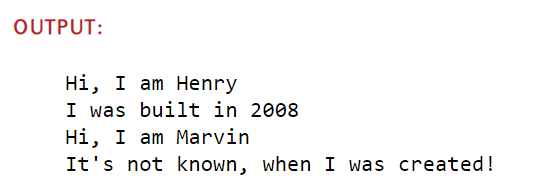 OUTPUT:
Hi, I am Henry
I was built in 2008
Hi, I am Marvin
It's not known, when I was created!